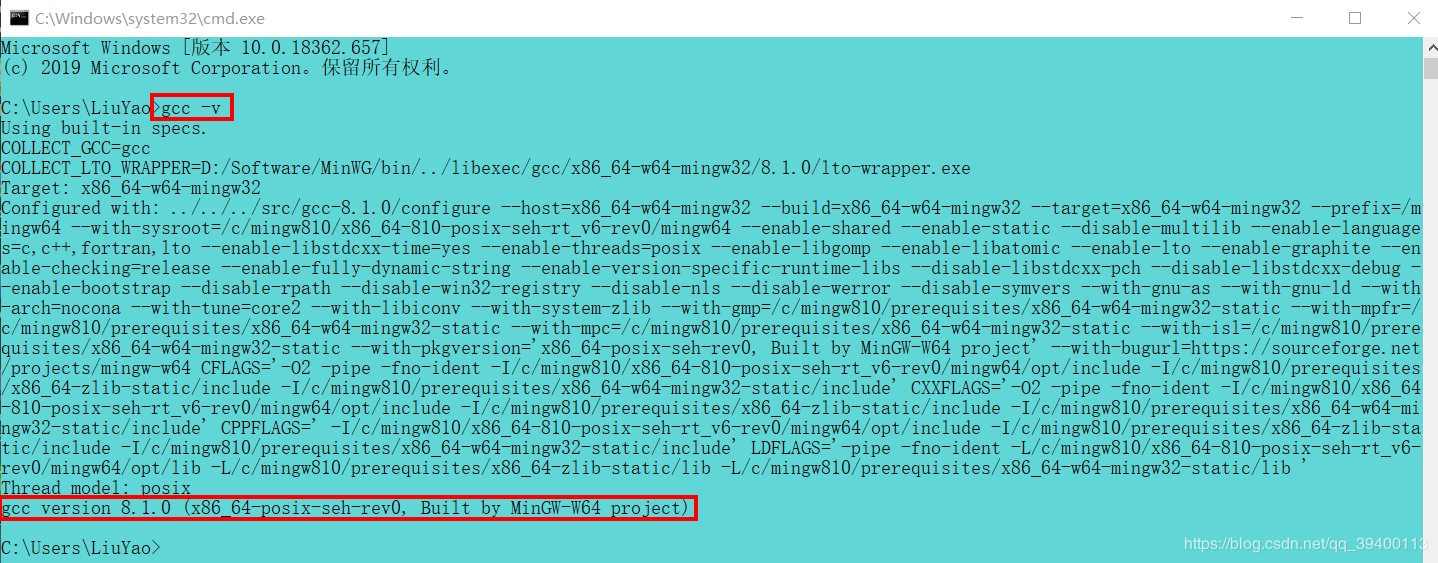 C:\Windows\system32\cmd.exe
Microsoft Windows [版本 10.0.18362.657]
(c) 2019 Microsoft Corporation。保留所有权利。
C:\Users\LiuYao>gcc -v
Using built-in specs.
COLLECT_GCC=gcc
COLLECT_LTO_WRAPPER=D:/Software/MinWG/bin/../libexec/gcc/x86_64-w64-mingw32/8.1.0/lto-wrapper.exe
Target: x86_64-w64-mingw32
Configured with: ../../../src/gcc-8.1.0/configure --host=x86_64-w64-mingw32 --build=x86_64-w64-mingw32 --target=x86_64-w64-mingw32 --prefix=/m
ingw64 --with-sysroot=/c/mingw810/x86_64-810-posix-seh-rt_v6-rev0/mingw64 --enable-shared --enable-static --disable-multilib --enable-language
s=c,c++,fortran,lto --enable-libstdcxx-time=yes --enable-threads=posix --enable-libgomp --enable-libatomic --enable-lto --enable-graphite --en
able-checking=release --enable-fully-dynamic-string --enable-version-specific-runtime-libs --disable-libstdcxx-pch --disable-libstdcxx-debug -
-enable-bootstrap --disable-rpath --disable-win32-registry --disable-nls --disable-werror --disable-symvers --with-gnu-as --with-gnu-ld --with
-arch=nocona --with-tune=core2 --with-libiconv --with-system-zlib --with-gmp=/c/mingw810/prerequisites/x86_64-w64-mingw32-static --with-mpfr=/
c/mingw810/prerequisites/x86_64-w64-mingw32-static --with-mpc=/c/mingw810/prerequisites/x86_64-w64-mingw32-static --with-isl=/c/mingw810/prere
quisites/x86_64-w64-mingw32-static --with-pkgversion='x86_64-posix-seh-rev0, Built by MinGW-W64 project' --with-bugurl=https://sourceforge.net
/projects/mingw-w64 CFLAGS='-O2 -pipe -fno-ident -I/c/mingw810/x86_64-810-posix-seh-rt_v6-rev0/mingw64/opt/include -I/c/mingw810/prerequisites
/x86_64-zlib-static/include -I/c/mingw810/prerequisites/x86_64-w64-mingw32-static/include' CXXFLAGS='-O2 -pipe -fno-ident -I/c/mingw810/x86_64
-810-posix-seh-rt_v6-rev0/mingw64/opt/include -I/c/mingw810/prerequisites/x86_64-zlib-static/include -I/c/mingw810/prerequisites/x86_64-w64-mi
ngw32-static/include' CPPFLAGS=' -I/c/mingw810/x86_64-810-posix-seh-rt_v6-rev0/mingw64/opt/include -I/c/mingw810/prerequisites/x86_64-zlib-sta
tic/include -I/c/mingw810/prerequisites/x86_64-w64-mingw32-static/include' LDFLAGS='-pipe -fno-ident -L/c/mingw810/x86_64-810-posix-seh-rt_v6-
rev0/mingw64/opt/lib -L/c/mingw810/prerequisites/x86_64-zlib-static/lib -L/c/mingw810/prerequisites/x86_64-w64-mingw32-static/lib '
Thread model: posix
gcc version 8.1.0 (x86_64-posix-seh-rev0, Built by MinGW-W64 project)
C:\Users\LiuYao>
https://blog.csdn.net/qq_39400113